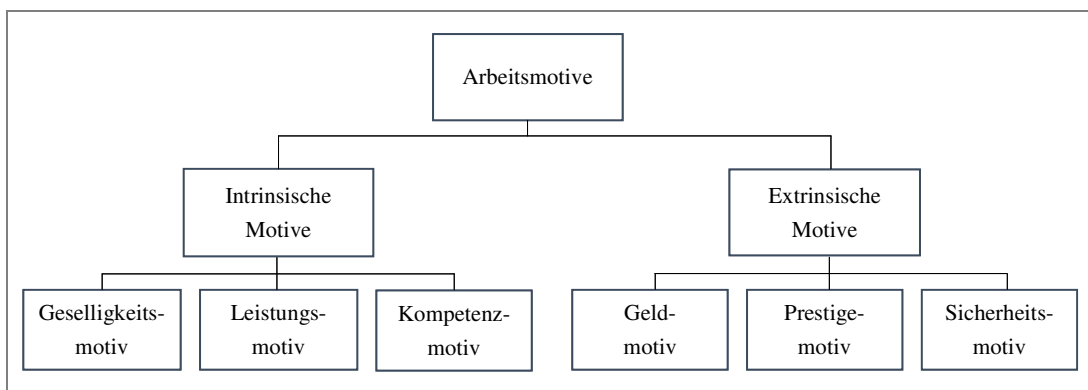 Arbeitsmotive
Intrinsische
Motive
Extrinsische
Motive
Geselligkeits-
motiv
Leistungs-
motiv
Kompetenz-
motiv
Geld-
motiv
Prestige-
motiv
Sicherheits-
motiv